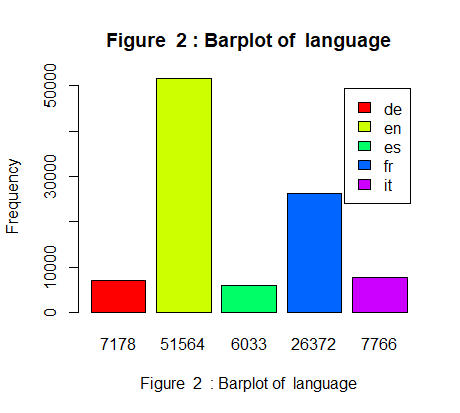 Figure 2 : Barplot of language
Frequency
50000
30000
10000
0
de
en
es
fr
it
7178 51564 6033 26372 7766
Figure 2 : Barplot of language